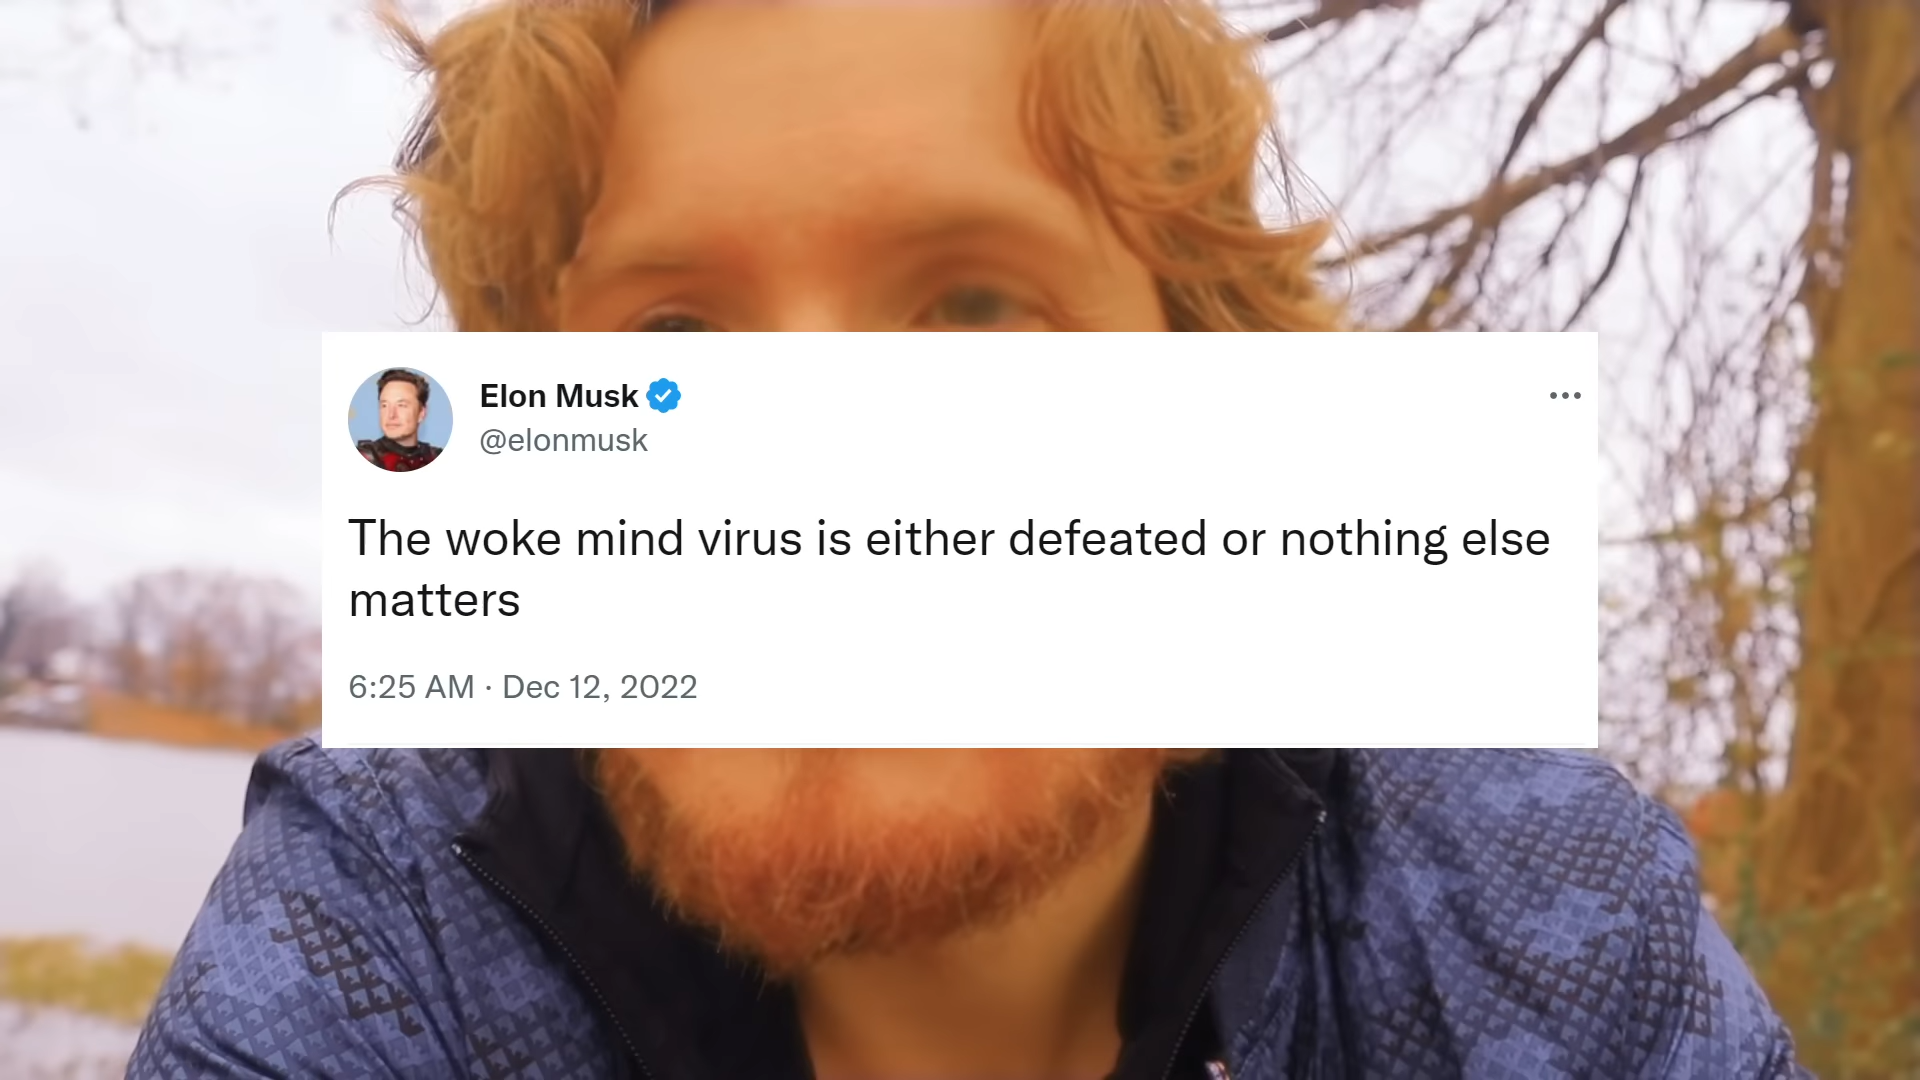 Elon Musk
@elonmusk
The woke mind virus is either defeated or nothing else
matters
6:25 AM · Dec 12, 2022